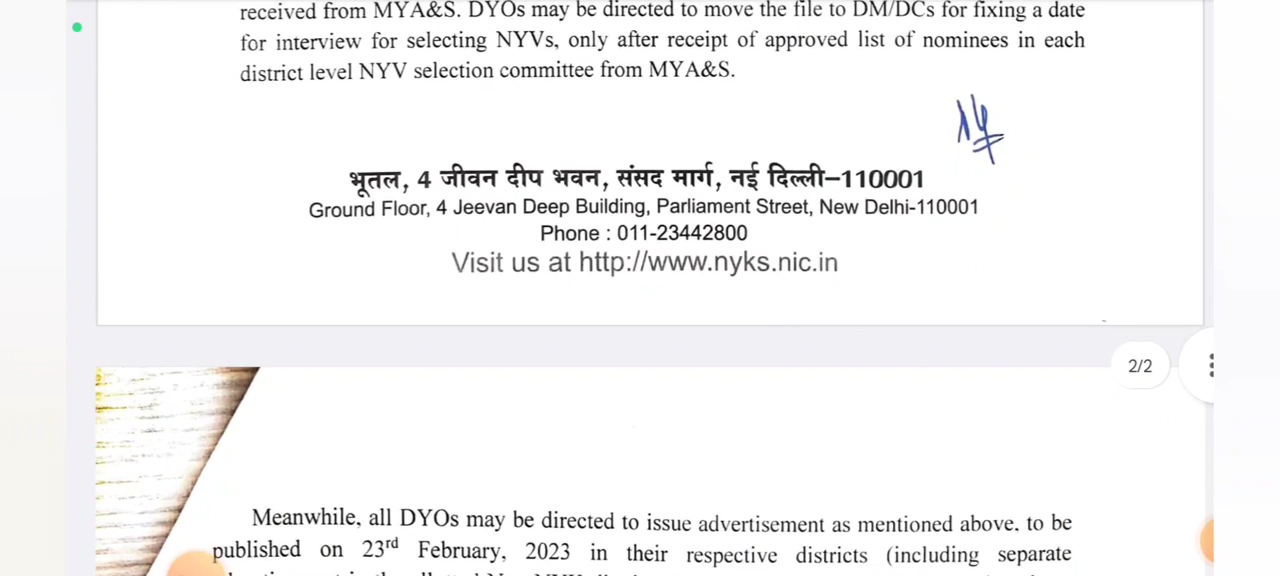 received from MYA&S. DYOs may be directed to move the file to DM/DCs for fixing a date
for interview for selecting NYVs, only after receipt of approved list of nominees in each
district level NYV selection committee from MYA&S.
भूतल, 4 जीवन दीप भवन, संसद मार्ग, नई दिल्ली–110001
Ground Floor, 4 Jeevan Deep Building, Parliament Street, New Delhi-110001
Phone : 011-23442800
Visit us at http://www.nyks.nic.in
2/2
Meanwhile, all DYOs may be directed to issue advertisement as mentioned above, to be
published on 23rd February, 2023 in their respective districts (including separate